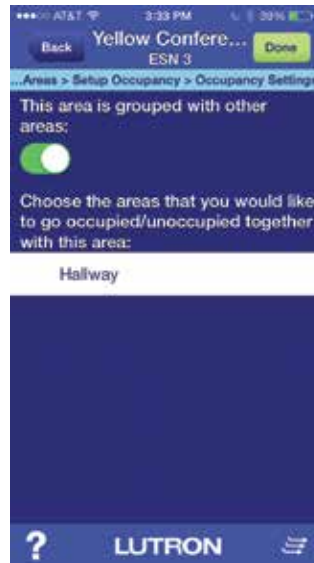 AT&T 3:33 PM 39%
Back Yellow Confere... Done
ESN 3
...Areas > Setup Occupancy > Occupancy Setting
This area is grouped with other
areas:
Choose the areas that you would like
to go occupied/unoccupied together
with this area:
Hallway
? LUTRON